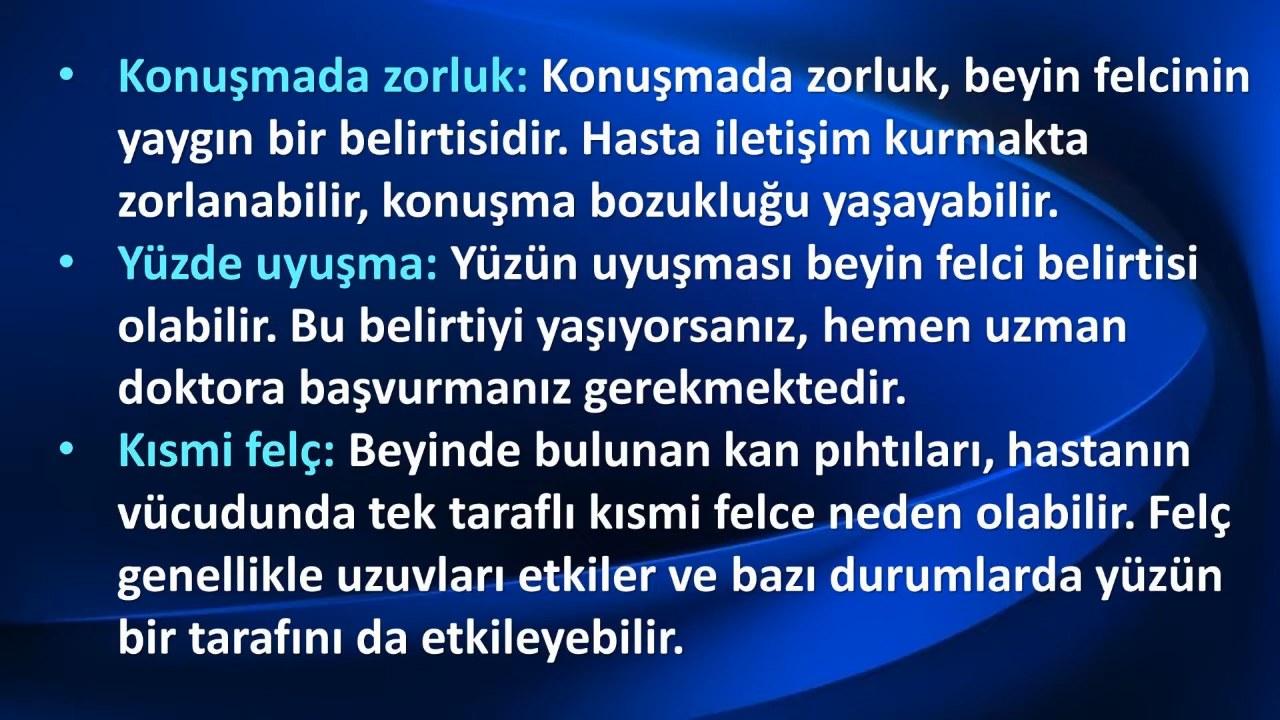 • Konuşmada zorluk: Konuşmada zorluk, beyin felcinin
yaygın bir belirtisidir. Hasta iletişim kurmakta
zorlanabilir, konuşma bozukluğu yaşayabilir.
• Yüzde uyuşma: Yüzün uyuşması beyin felci belirtisi
olabilir. Bu belirtiyi yaşıyorsanız, hemen uzman
doktora başvurmanız gerekmektedir.
• Kısmi felç: Beyinde bulunan kan pıhtıları, hastanın
vücudunda tek taraflı kısmi felce neden olabilir. Felç
genellikle uzuvları etkiler ve bazı durumlarda yüzün
bir tarafını da etkileyebilir.